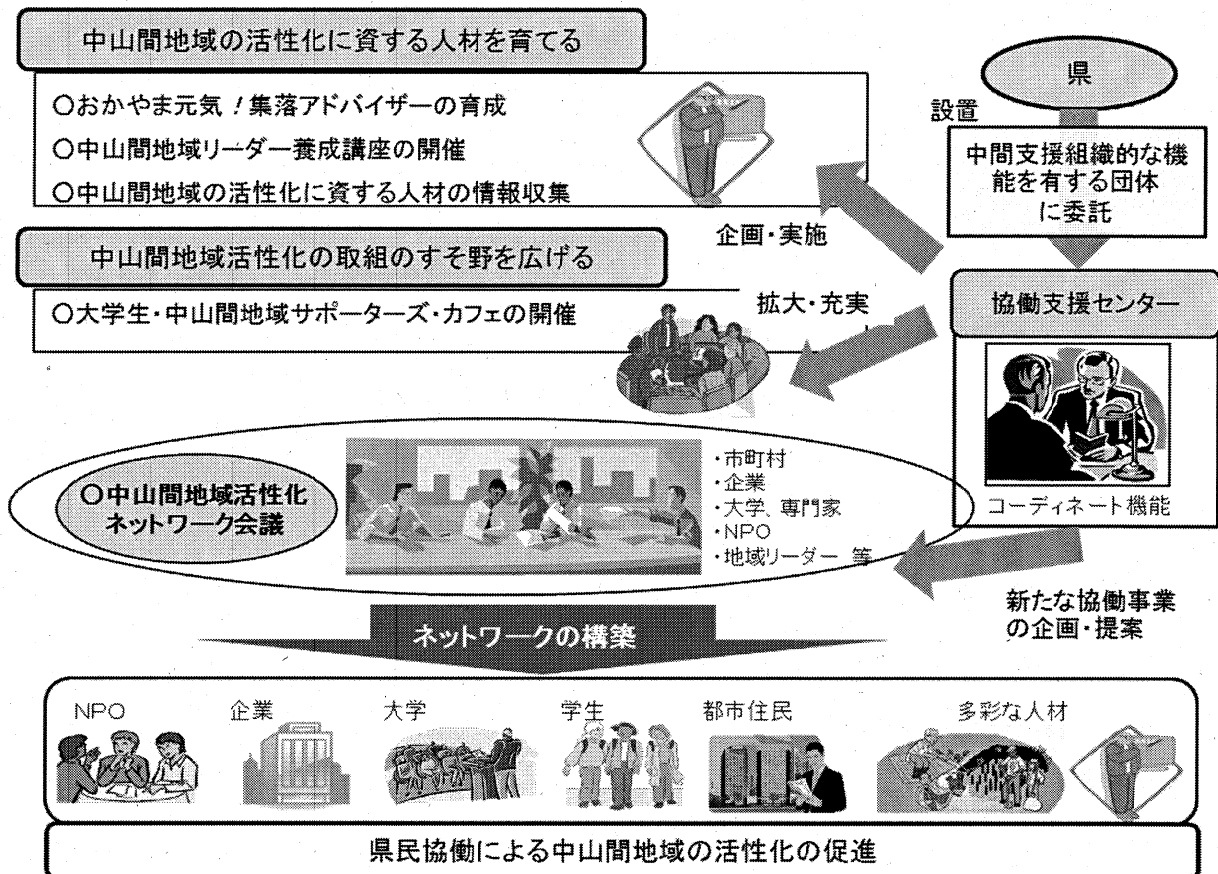 中山間地域の活性化に資する人材を育てる
○おかやま元気！集落アドバイザーの育成
○中山間地域リーダー養成講座の開催
○中山間地域の活性化に資する人材の情報収集
県
設置
中間支援組織的な機
能を有する団体
に委託
企画・実施
中山間地域活性化の取組のすそ野を広げる
○大学生・中山間地域サポーターズ・カフェの開催
拡大・充実
協働支援センター
コーディネート機能
○中山間地域活性化
ネットワーク会議
・市町村
・企業
・大学、専門家
・NPO
・地域リーダー 等
新たな協働事業
の企画・提案
ネットワークの構築
NPO
企業
大学
学生
都市住民
多彩な人材
県民協働による中山間地域の活性化の促進